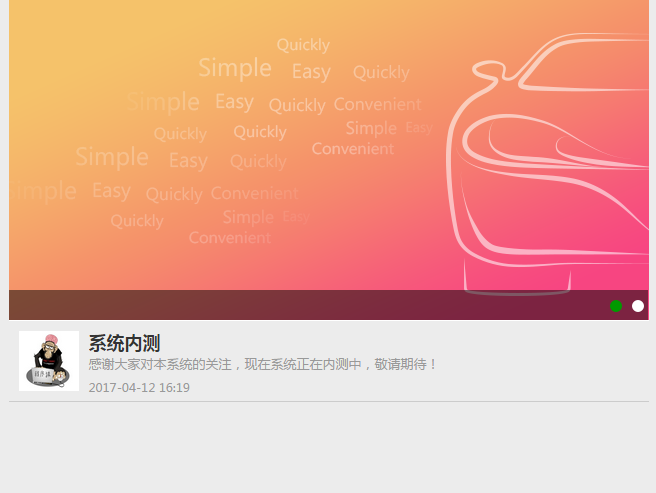 Quickly
Simple Easy Quickly
Simple Easy Quickly Convenient
Quickly Quickly Simple Easy
Simple Easy Quickly Convenient
Simple Easy Quickly Convenient
Quickly Simple Easy
Convenient
系统内测
感谢大家对本系统的关注，现在系统正在内测中，敬请期待！
2017-04-12 16:19